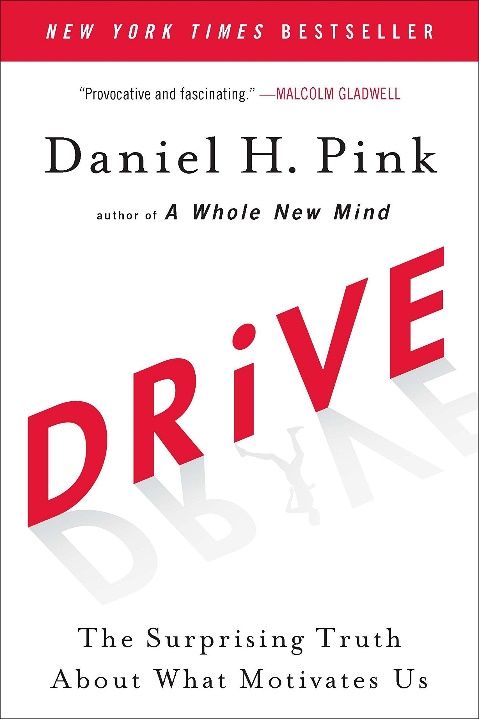 NEW YORK TIMES BESTSELLER
“Provocative and fascinating.” —MALCOLM GLADWELL
Daniel H. Pink
author of A Whole New Mind
DRiVE
The Surprising Truth
About What Motivates Us